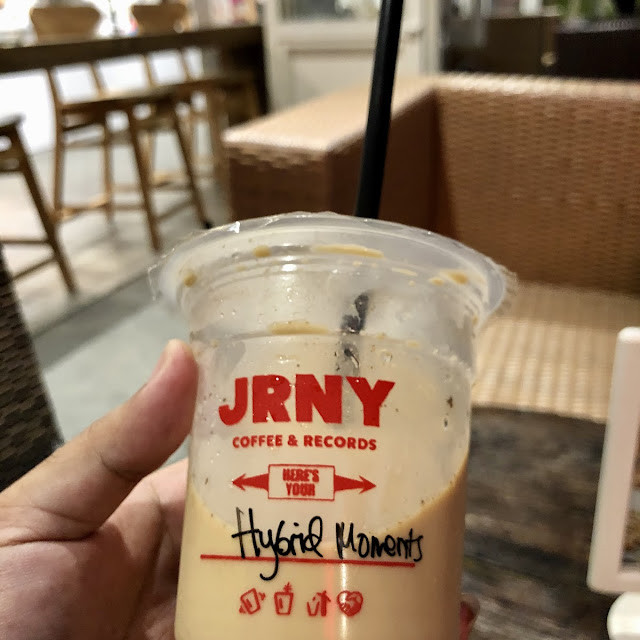 JRNY
COFFEE & RECORDS
HERE'S
YOUR
Hybrid Moments